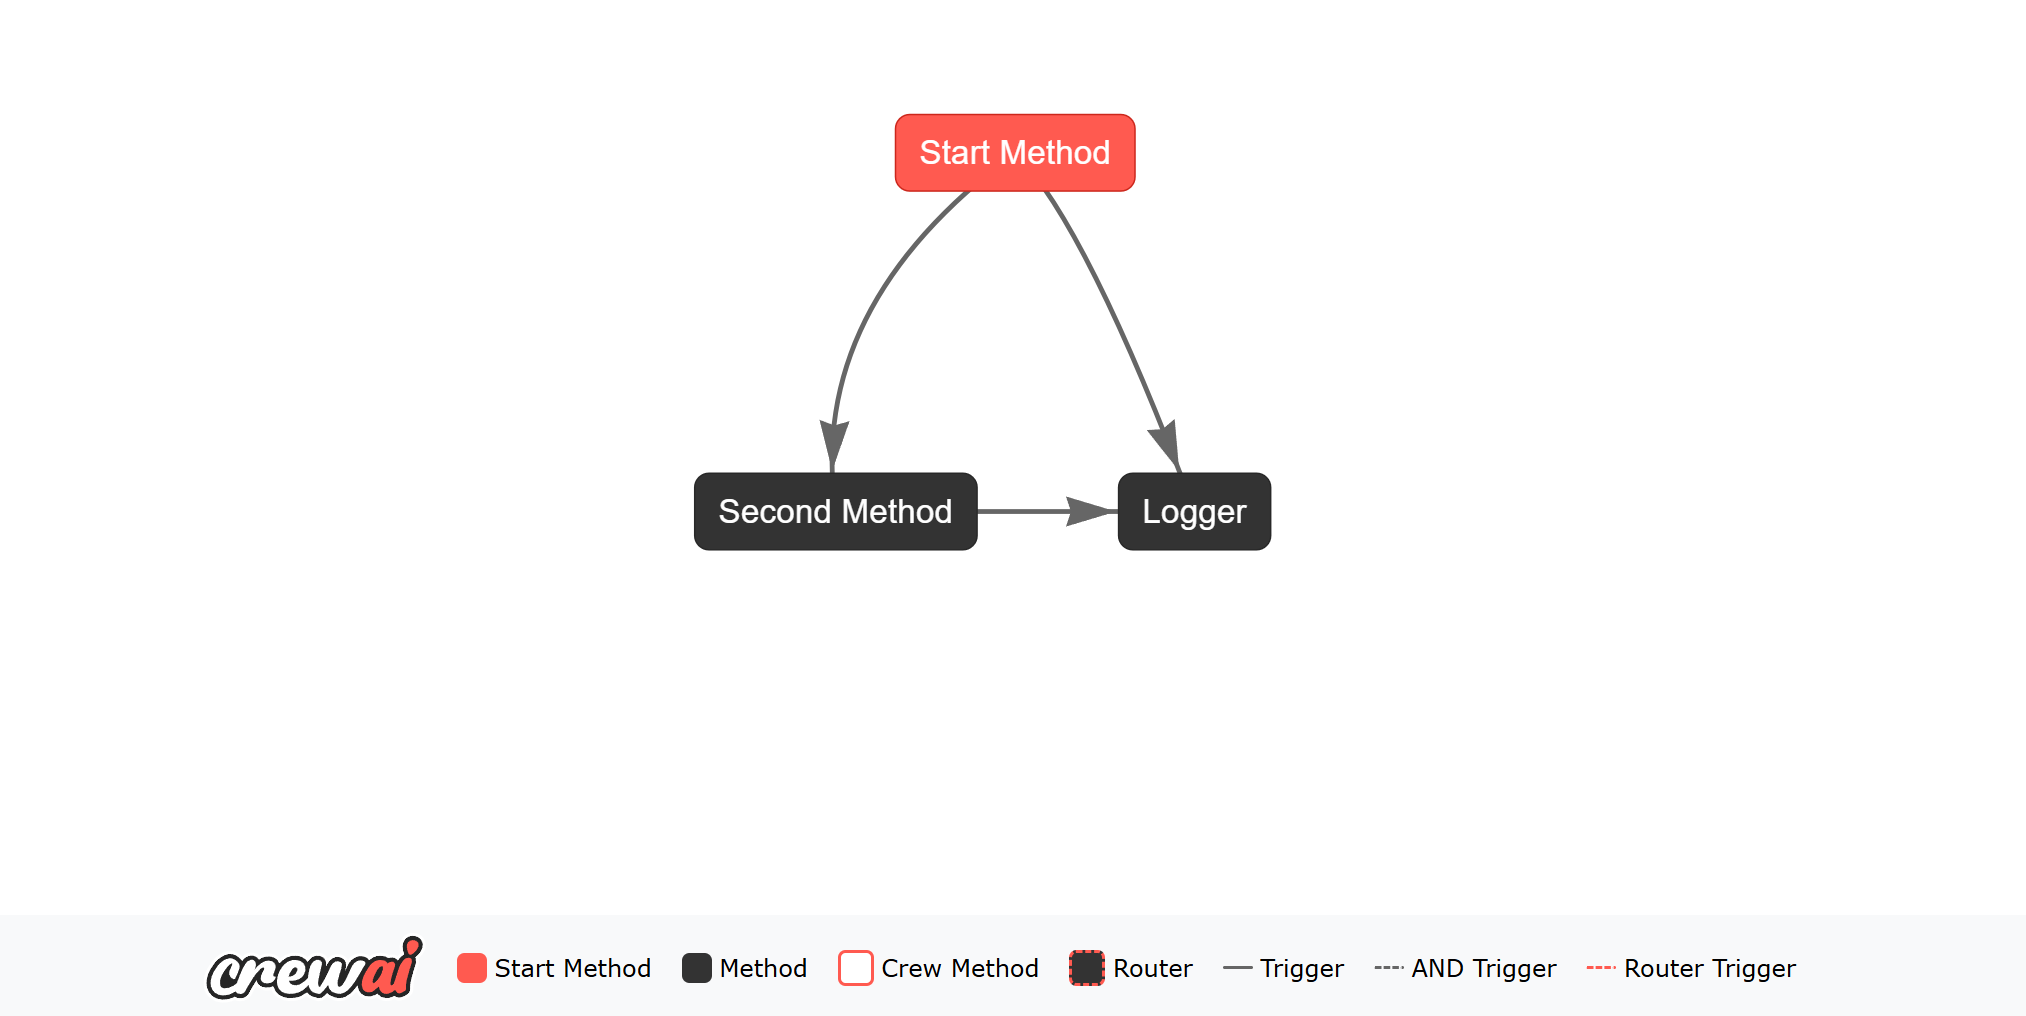 Start Method
Second Method
Logger
crewai
Start Method
Method
Crew Method
Router
Trigger
AND Trigger
Router Trigger